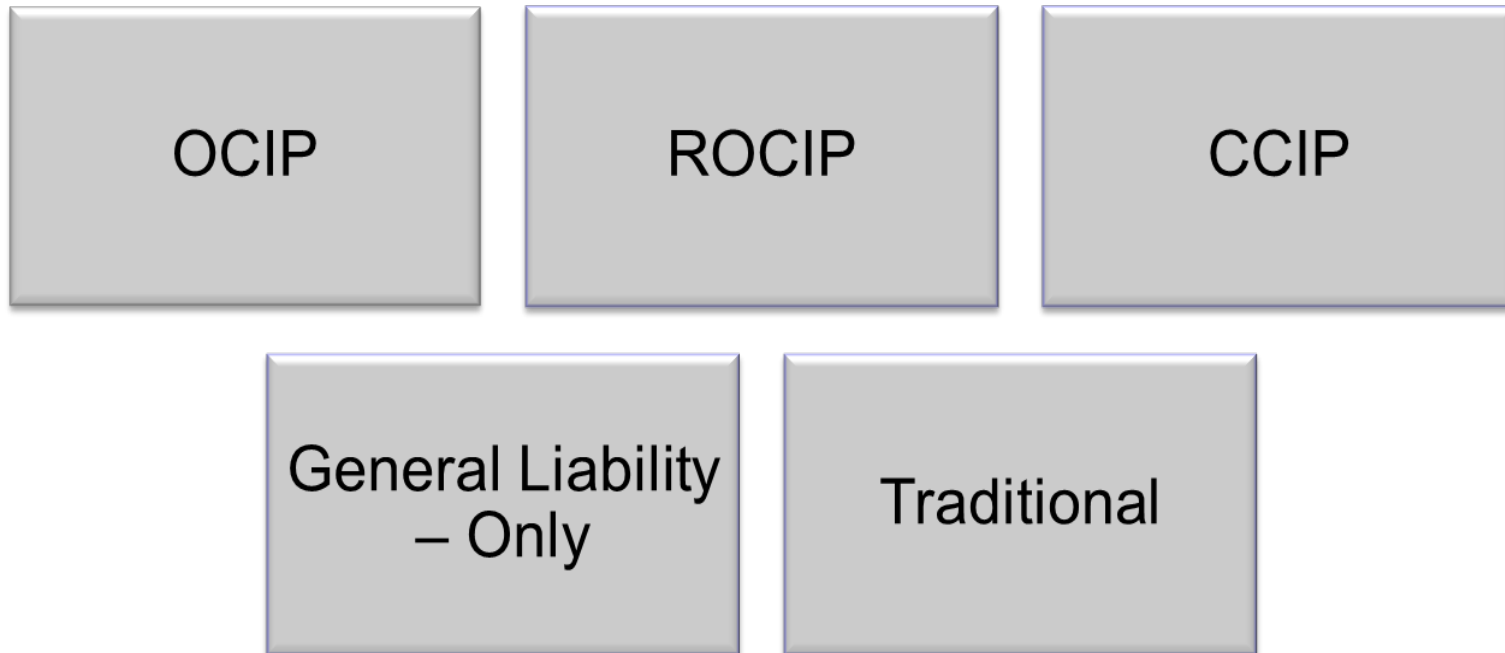 OCIP
ROCIP
CCIP
General Liability
– Only
Traditional